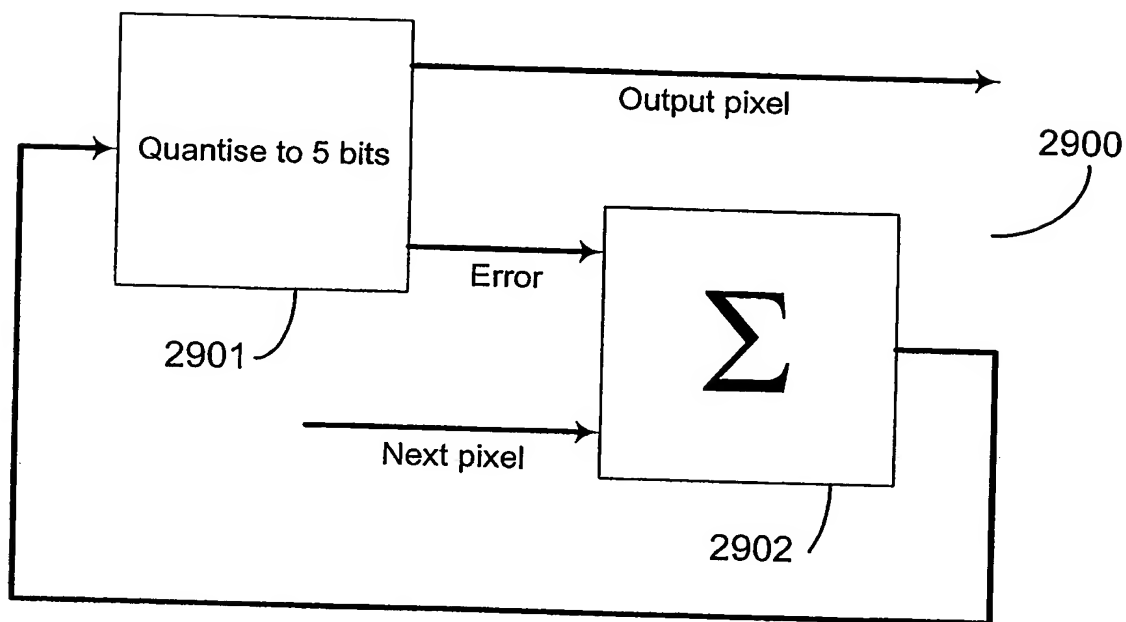 Output pixel
2900
Quantise to 5 bits
Error
2901
Σ
Next pixel
2902